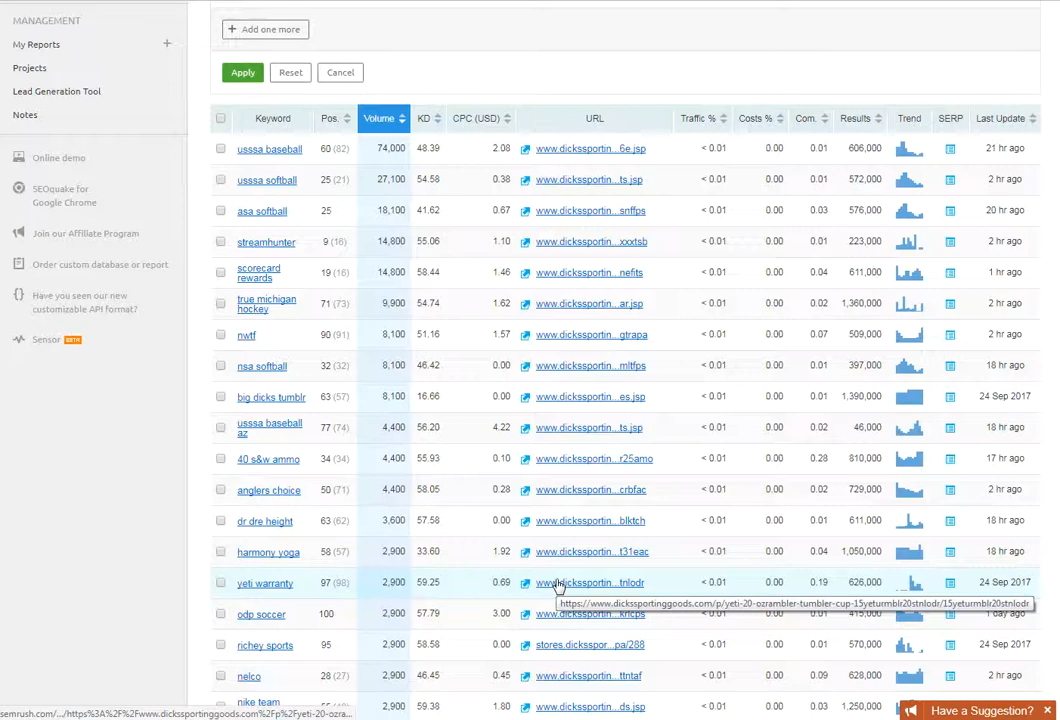 MANAGEMENT
My Reports +
Projects
Lead Generation Tool
Notes
Online demo
SEOquake for
Google Chrome
Join our Affiliate Program
Order custom database or report
Have you seen our new
customizable API format?
Sensor BETA
+ Add one more
Apply Reset Cancel
Keyword Pos. Volume KD CPC (USD) URL Traffic % Costs % Com. Results Trend SERP Last Update
usssa baseball 60 (82) 74,000 48.39 2.08 www.dickssportin...6e.jsp < 0.01 0.00 0.01 606,000 21 hr ago
usssa softball 25 (21) 27,100 54.58 0.38 www.dickssportin...ts.jsp < 0.01 0.00 0.01 572,000 2 hr ago
asa softball 25 18,100 41.62 0.67 www.dickssportin...snffps < 0.01 0.00 0.03 576,000 20 hr ago
streamhunter 9 (16) 14,800 55.06 1.10 www.dickssportin...xxxtsb < 0.01 0.00 0.01 223,000 2 hr ago
scorecard
rewards 19 (16) 14,800 58.44 1.46 www.dickssportin...nefits < 0.01 0.00 0.04 611,000 1 hr ago
true michigan
hockey 71 (73) 9,900 54.74 1.62 www.dickssportin...ar.jsp < 0.01 0.00 0.02 1,360,000 2 hr ago
nwtf 90 (91) 8,100 51.16 1.57 www.dickssportin...gtrapa < 0.01 0.00 0.07 509,000 2 hr ago
nsa softball 32 (32) 8,100 46.42 0.00 www.dickssportin...mltfps < 0.01 0.00 0.01 397,000 18 hr ago
big dicks tumblr 63 (57) 8,100 16.66 0.00 www.dickssportin...es.jsp < 0.01 0.00 0.01 1,390,000 24 Sep 2017
usssa baseball
az 77 (74) 4,400 56.20 4.22 www.dickssportin...ts.jsp < 0.01 0.00 0.02 46,000 18 hr ago
40 s&w ammo 34 (34) 4,400 55.93 0.10 www.dickssportin...r25amo < 0.01 0.00 0.28 810,000 17 hr ago
anglers choice 50 (71) 4,400 58.05 0.28 www.dickssportin...crbfac < 0.01 0.00 0.02 729,000 2 hr ago
dr dre height 63 (62) 3,600 57.58 0.00 www.dickssportin...blktch < 0.01 0.00 0.01 611,000 18 hr ago
harmony yoga 58 (57) 2,900 33.60 1.92 www.dickssportin...t31eac < 0.01 0.00 0.04 1,050,000 18 hr ago
yeti warranty 97 (98) 2,900 59.25 0.69 www.dickssportin...tnlodr < 0.01 0.00 0.19 626,000 24 Sep 2017
https://www.dickssportinggoods.com/p/yeti-20-ozrambler-tumbler-cup-15yeturmblr20stnlodr/15yeturmblr20stnlodr
odp soccer 100 2,900 57.79 3.00 www.dickssportin...krlcps < 0.01 0.00 0.01 415,000 1 day ago
richey sports 95 2,900 58.58 0.00 stores.dicksspor...pa/288 < 0.01 0.00 0.01 570,000 24 Sep 2017
nelco 28 (27) 2,900 46.45 0.45 www.dickssportin...ttntaf < 0.01 0.00 0.09 628,000 2 hr ago
nike team 2,900 59.38 1.80 www.dickssportin...ds.jsp < 0.01 0.00
semrush.com/.../https%3A%2F%2Fwww.dickssportinggoods.com%2Fp%2Fyeti-20-ozra...
Have a Suggestion? ×